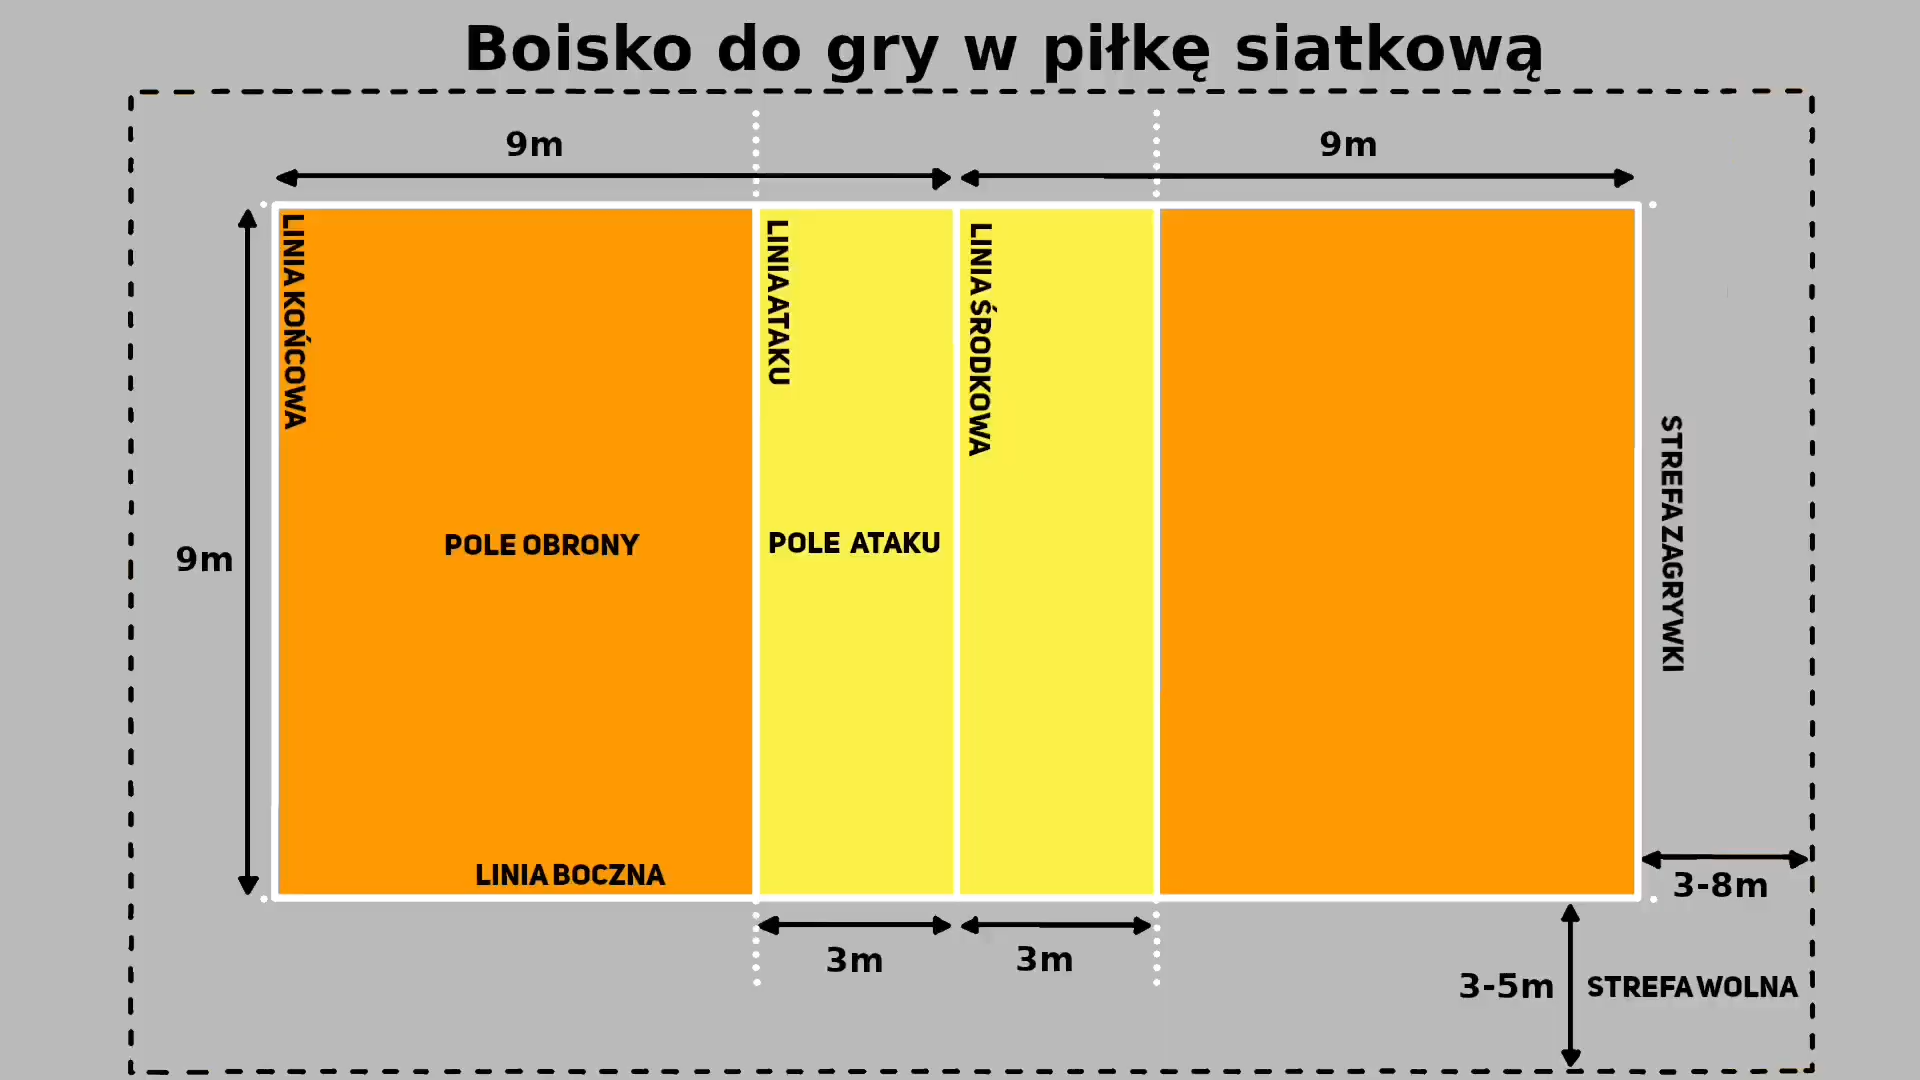 Boisko do gry w piłkę siatkową
9m
9m
LINIA KOŃCOWA
LINIA ATAKU
LINIA ŚRODKOWA
STREFA ZAGRYWKI
9m
POLE OBRONY
POLE ATAKU
LINIA BOCZNA
3-8m
3m
3m
3-5m
STREFA WOLNA